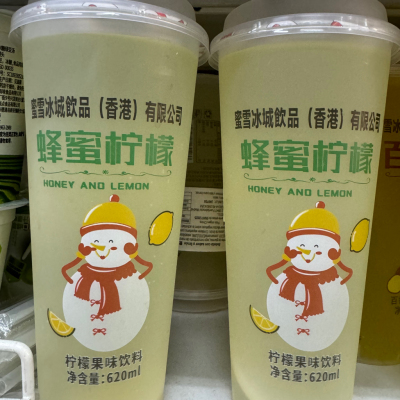 蜜雪冰城飲品（香港）有限公司
蜂蜜柠檬
HONEY AND LEMON
柠檬果味饮料
净含量:620ml
蜜雪冰城飲品（香港）有限公司
蜂蜜柠檬
HONEY AND LEMON
柠檬果味饮料
净含量:620ml